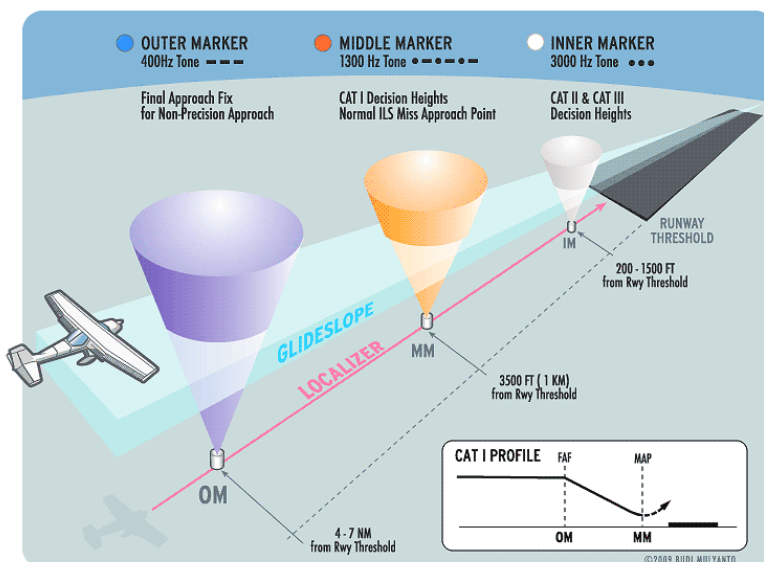 OUTER MARKER
400Hz Tone
Final Approach Fix
for Non-Precision Approach
MIDDLE MARKER
1300 Hz Tone
CAT I Decision Heights
Normal ILS Miss Approach Point
INNER MARKER
3000 Hz Tone
CAT II & CAT III
Decision Heights
RUNWAY
THRESHOLD
IM
200 - 1500 FT
from Rwy Threshold
GLIDESLOPE
LOCALIZER
MM
3500 FT ( 1 KM)
from Rwy Threshold
OM
4 - 7 NM
from Rwy Threshold
CAT I PROFILE
FAF
MAP
OM
MM
©2009 BUDI MULYANTO